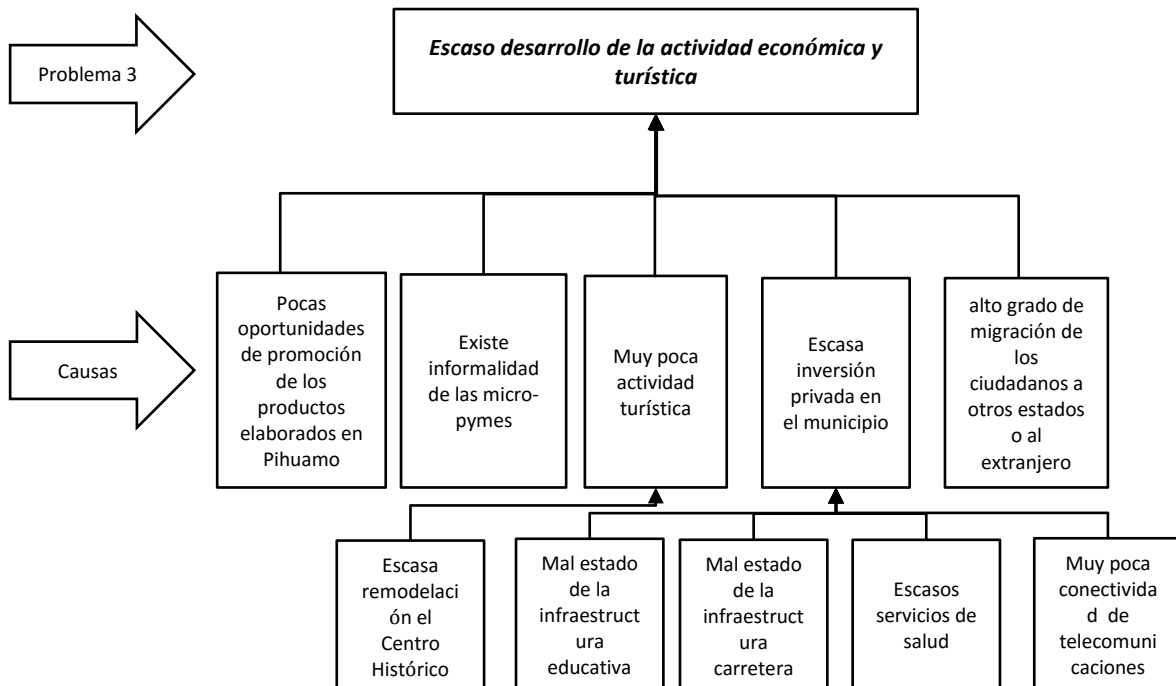 Problema 3
Escaso desarrollo de la actividad económica y
turística
Causas
Pocas
oportunidades
de promoción
de los
productos
elaborados en
Pihuamo
Existe
informalidad
de las micro-
pymes
Muy poca
actividad
turística
Escasa
inversión
privada en
el municipio
alto grado de
migración de
los
ciudadanos a
otros estados
o al
extranjero
Escasa
remodelaci
ón el
Centro
Histórico
Mal estado
de la
infraestruct
ura
educativa
Mal estado
de la
infraestruct
ura
carretera
Escasos
servicios de
salud
Muy poca
conectivida
d de
telecomuni
caciones